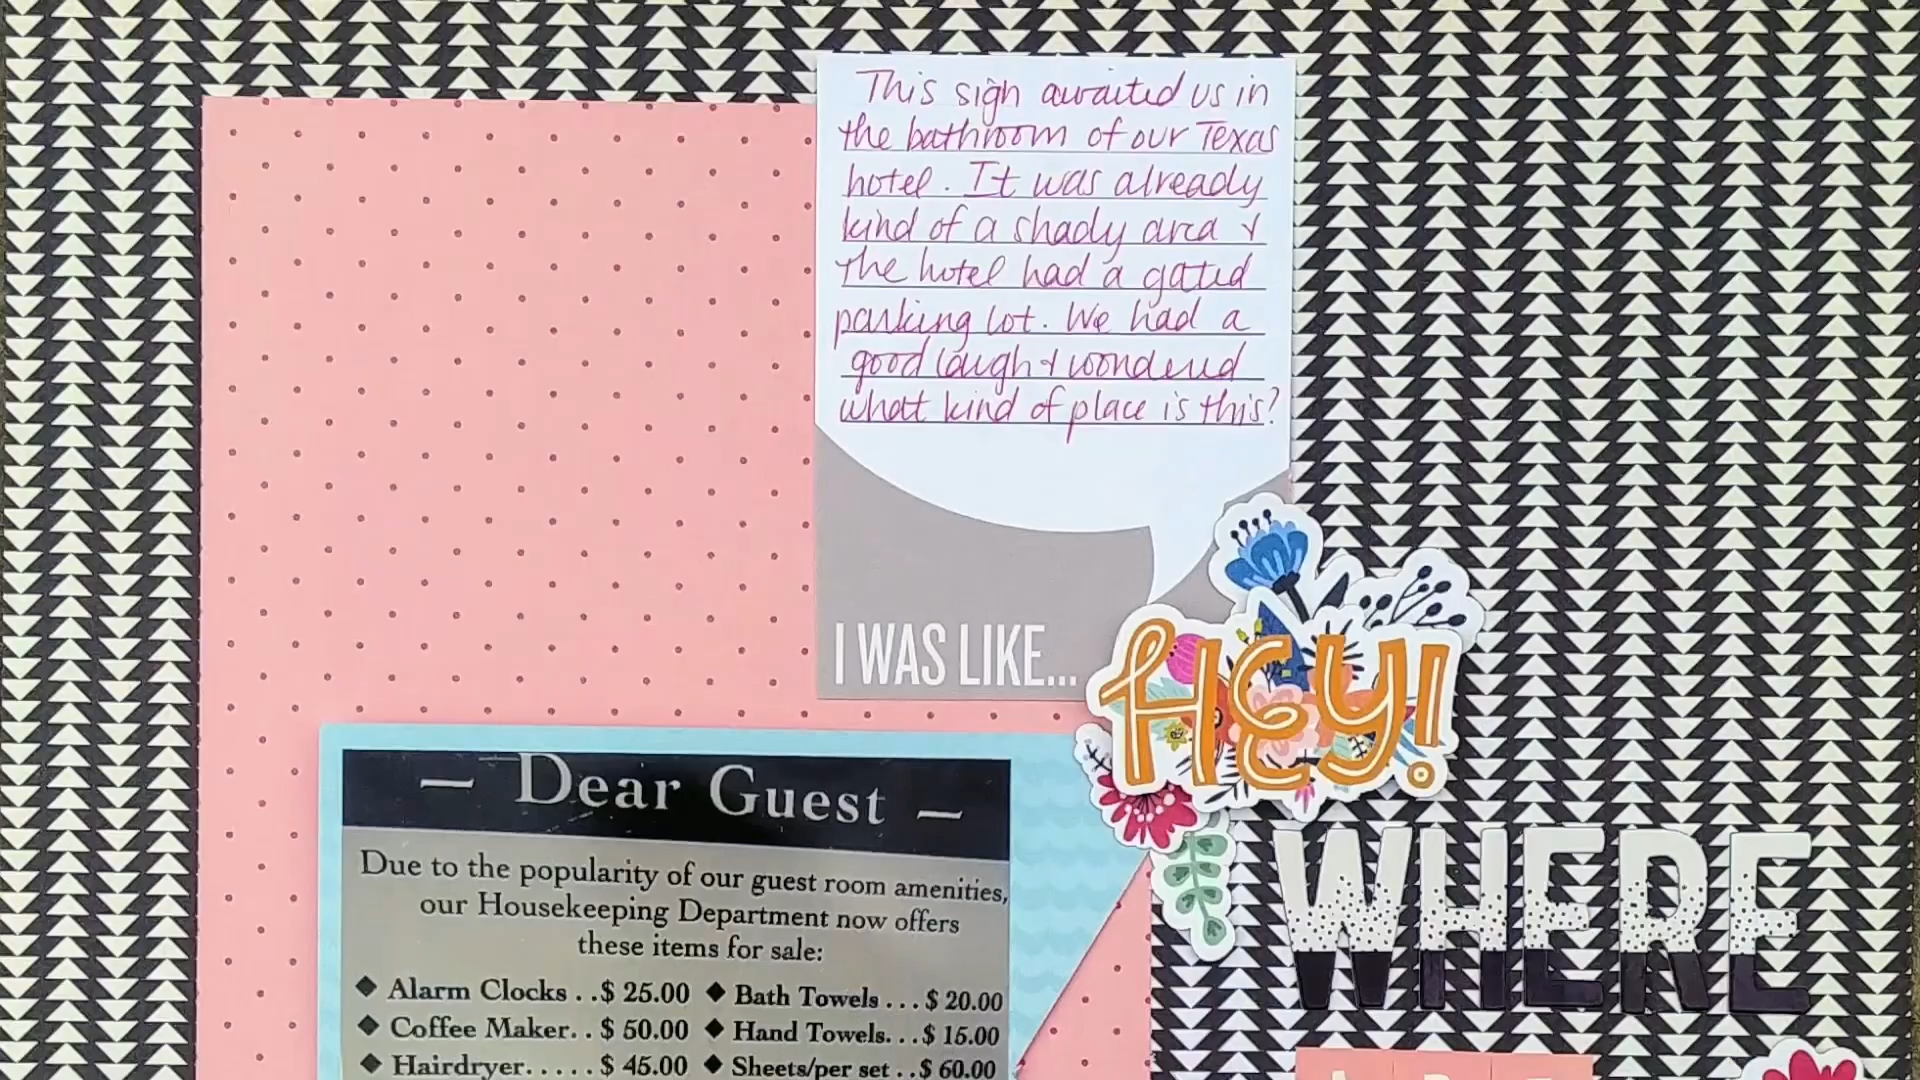 This sign awaited us in
the bathroom of our Texas
hotel. It was already
kind of a shady area +
the hotel had a gated
parking lot. We had a
good laugh + wondered
what kind of place is this?
I WAS LIKE...
HEY!
— Dear Guest —
Due to the popularity of our guest room amenities,
our Housekeeping Department now offers
these items for sale:
◆ Alarm Clocks . . $ 25.00 ◆ Bath Towels . . . $ 20.00
◆ Coffee Maker. . $ 50.00 ◆ Hand Towels. . . $ 15.00
◆ Hairdryer. . . . . $ 45.00 ◆ Sheets/per set . . $ 60.00
WHERE